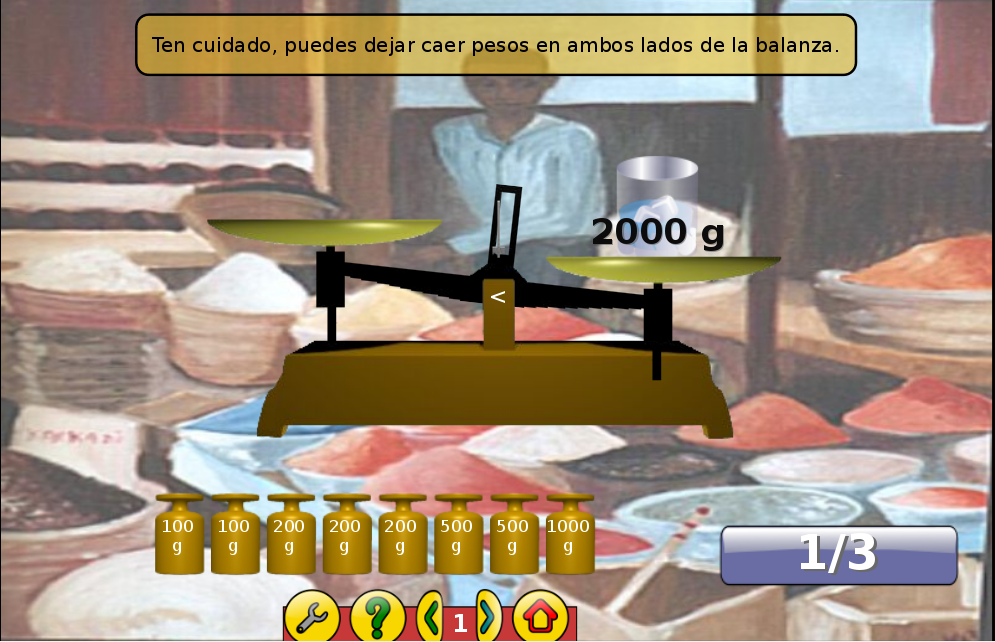 Ten cuidado, puedes dejar caer pesos en ambos lados de la balanza.
2000 g
<
100 g
100 g
200 g
200 g
200 g
500 g
500 g
1000 g
1/3
1